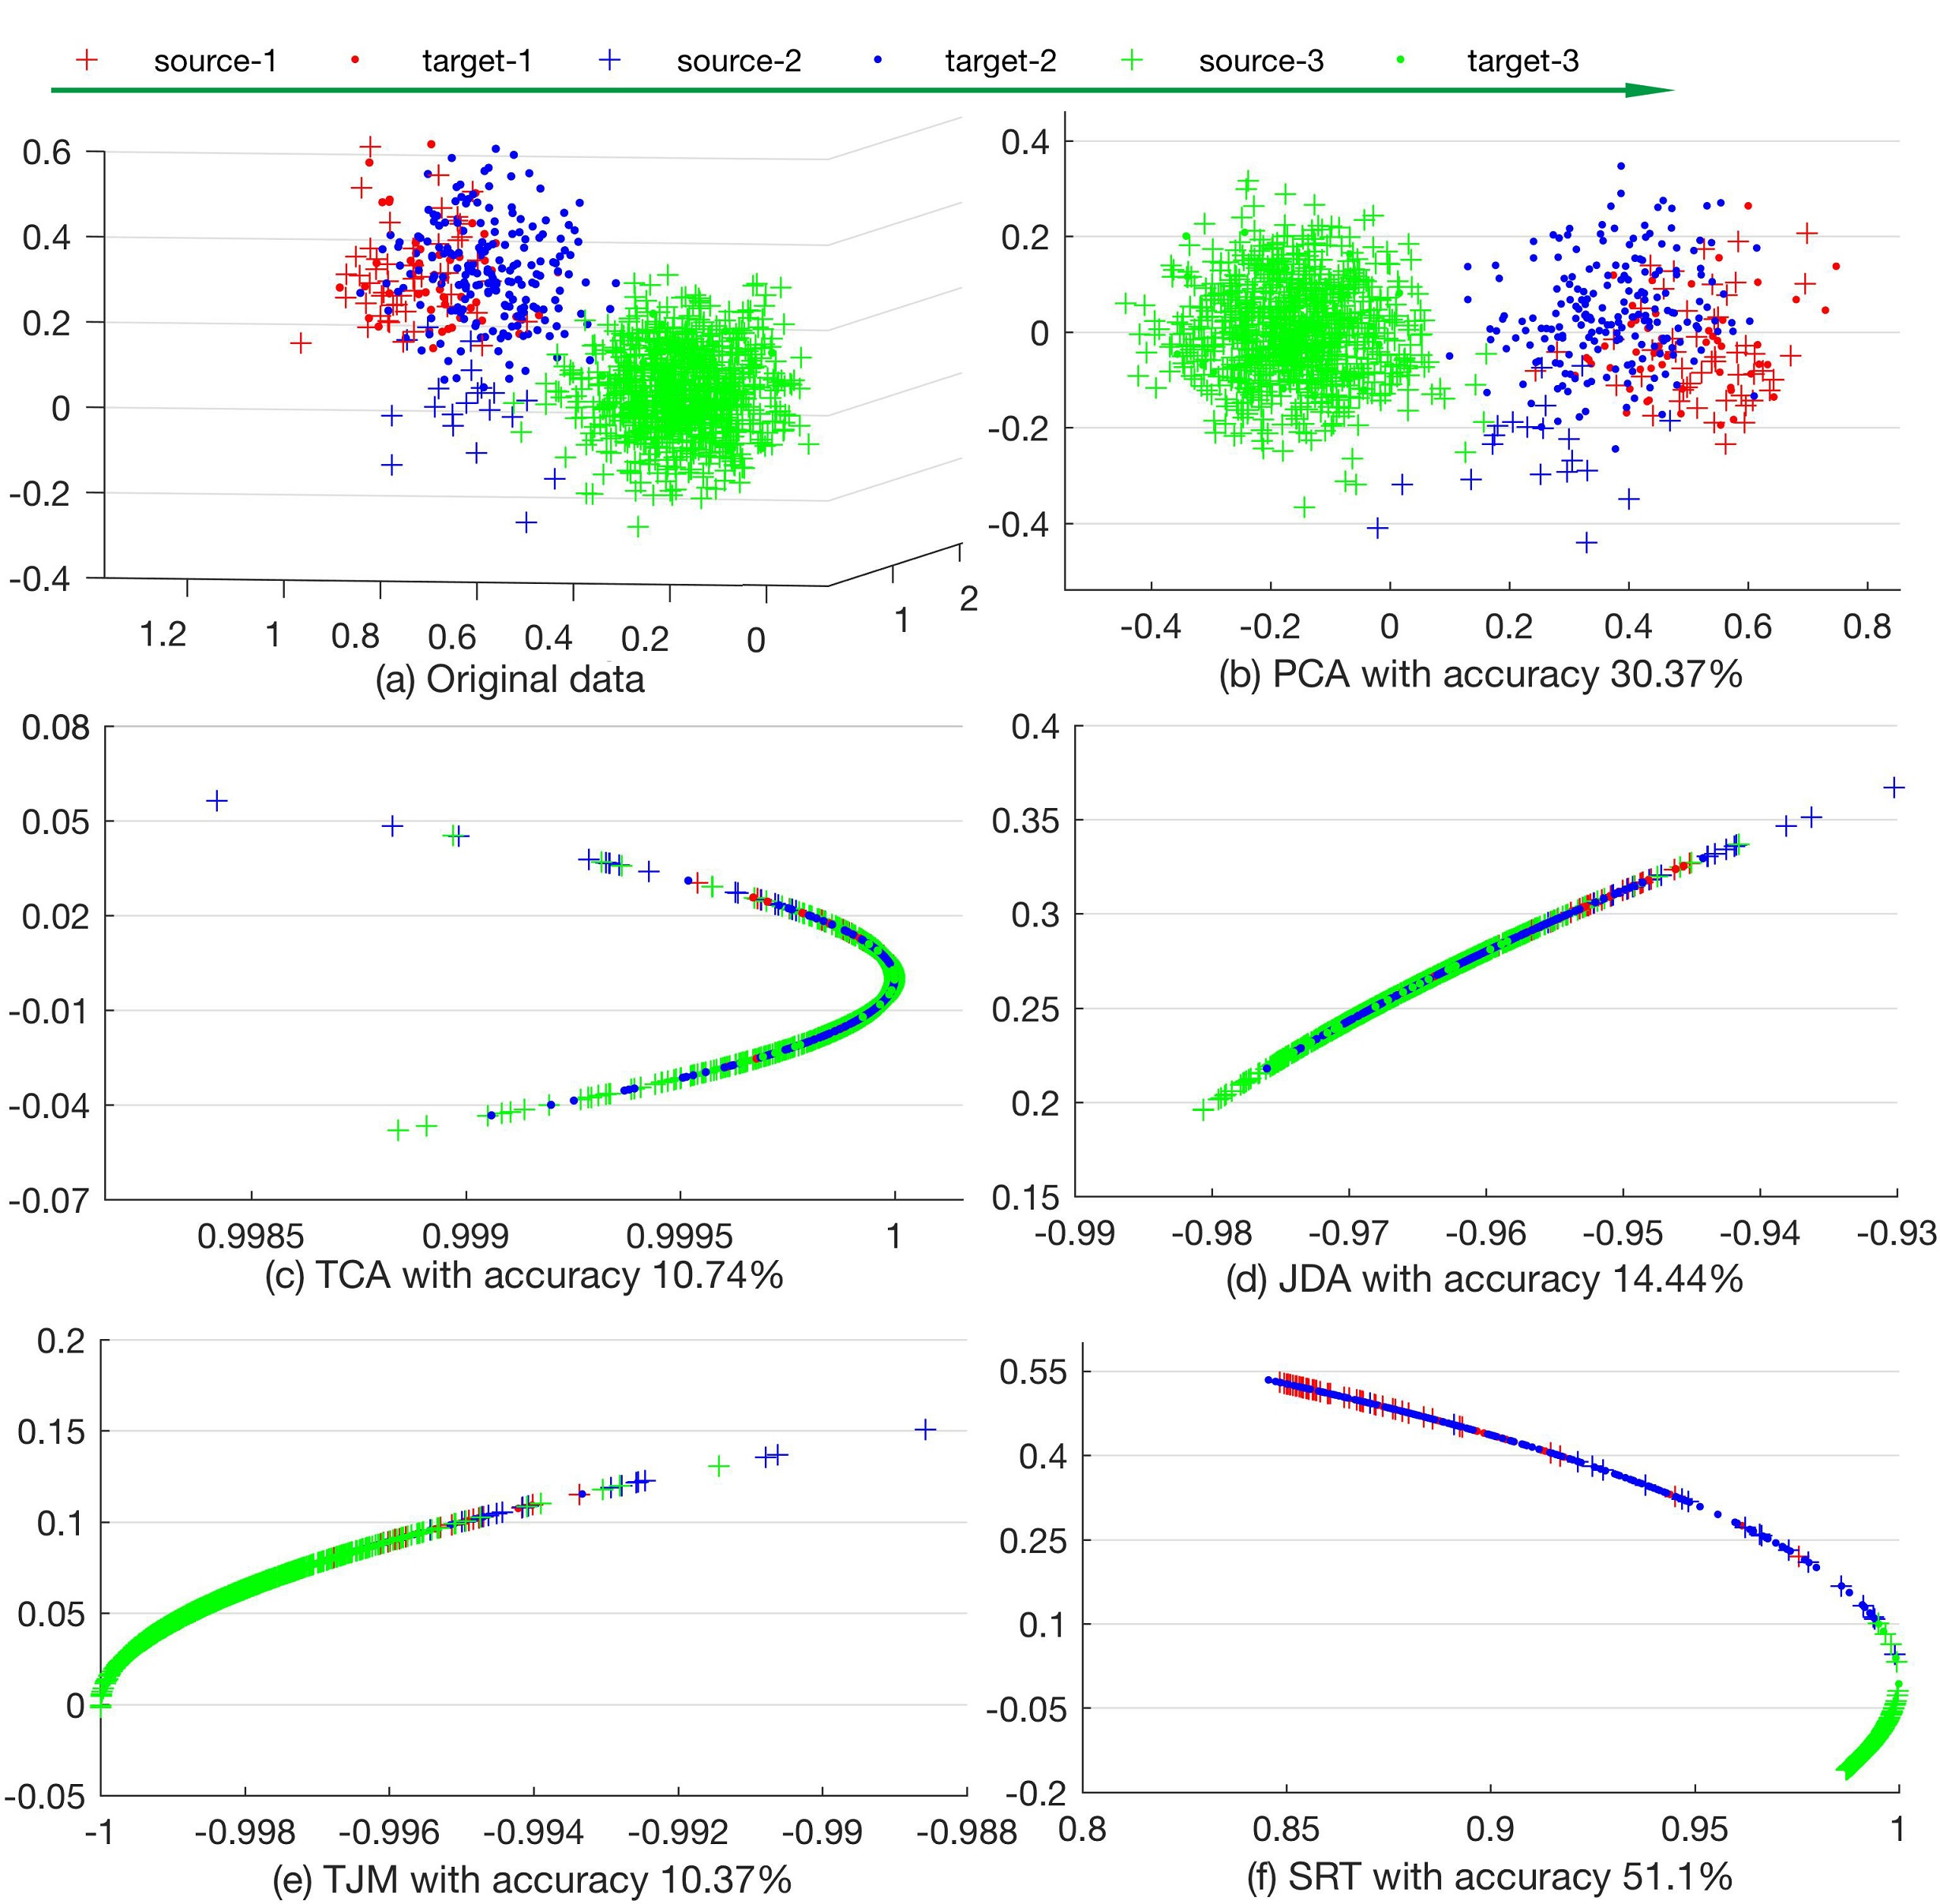 source-1 target-1 source-2 target-2 source-3 target-3
0.6
0.4
0.2
0
-0.2
-0.4
1.2 1 0.8 0.6 0.4 0.2 0 1 2
(a) Original data
0.4
0.2
0
-0.2
-0.4
-0.4 -0.2 0 0.2 0.4 0.6 0.8
(b) PCA with accuracy 30.37%
0.08
0.05
0.02
-0.01
-0.04
-0.07
0.9985 0.999 0.9995 1
(c) TCA with accuracy 10.74%
0.4
0.35
0.3
0.25
0.2
0.15
-0.99 -0.98 -0.97 -0.96 -0.95 -0.94 -0.93
(d) JDA with accuracy 14.44%
0.2
0.15
0.1
0.05
0
-0.05
-1 -0.998 -0.996 -0.994 -0.992 -0.99 -0.988
(e) TJM with accuracy 10.37%
0.55
0.4
0.25
0.1
-0.05
-0.2
0.8 0.85 0.9 0.95 1
(f) SRT with accuracy 51.1%